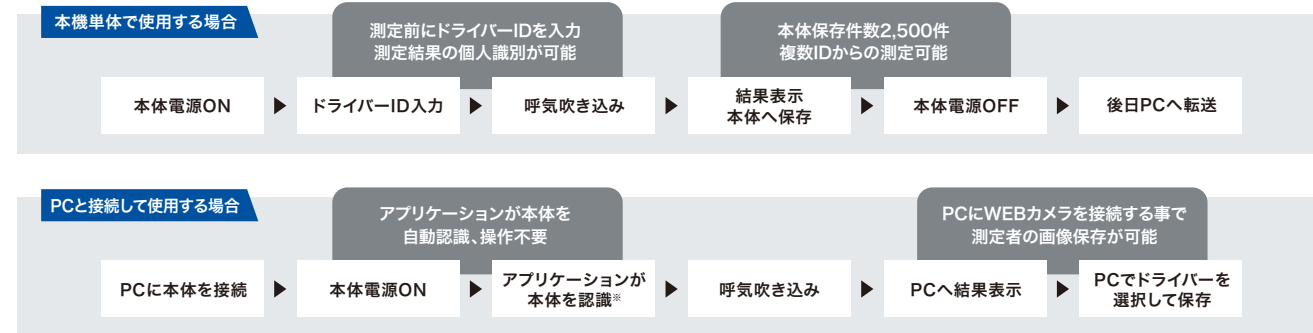 本機単体で使用する場合
測定前にドライバーIDを入力
測定結果の個人識別が可能
本体保存件数2,500件
複数IDからの測定可能
本体電源ON
ドライバーID入力
呼気吹き込み
結果表示
本体へ保存
本体電源OFF
後日PCへ転送
PCと接続して使用する場合
アプリケーションが本体を
自動認識、操作不要
PCにWEBカメラを接続する事で
測定者の画像保存が可能
PCに本体を接続
本体電源ON
アプリケーションが
本体を認識※
呼気吹き込み
PCへ結果表示
PCでドライバーを
選択して保存